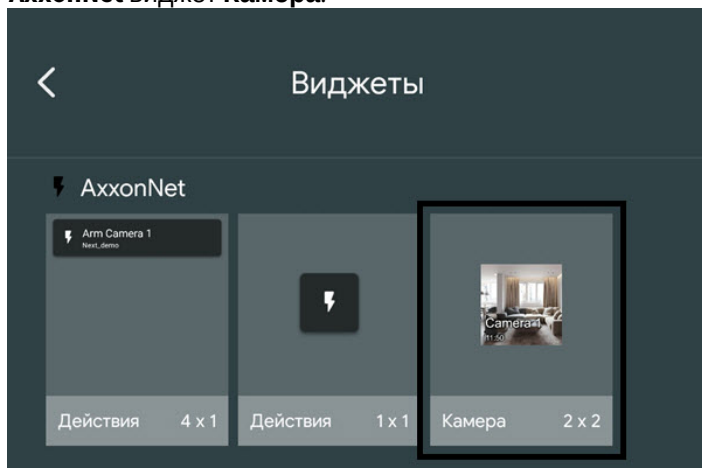 AxxonNet виджет Камера.
Виджеты
AxxonNet
Arm Camera 1
Next_demo
Camera 1
11:50
Действия 4 x 1
Действия 1 x 1
Камера 2 x 2